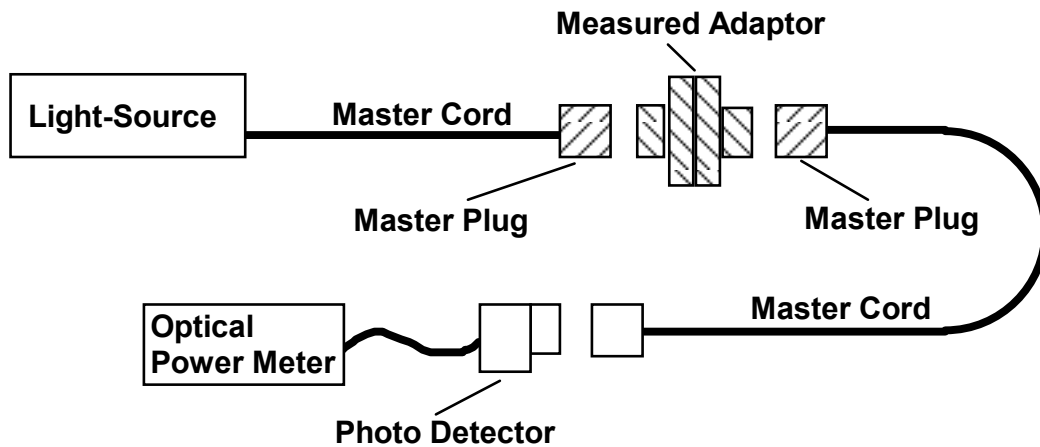 Measured Adaptor
Light-Source
Master Cord
Master Plug
Master Plug
Master Cord
Optical
Power Meter
Photo Detector